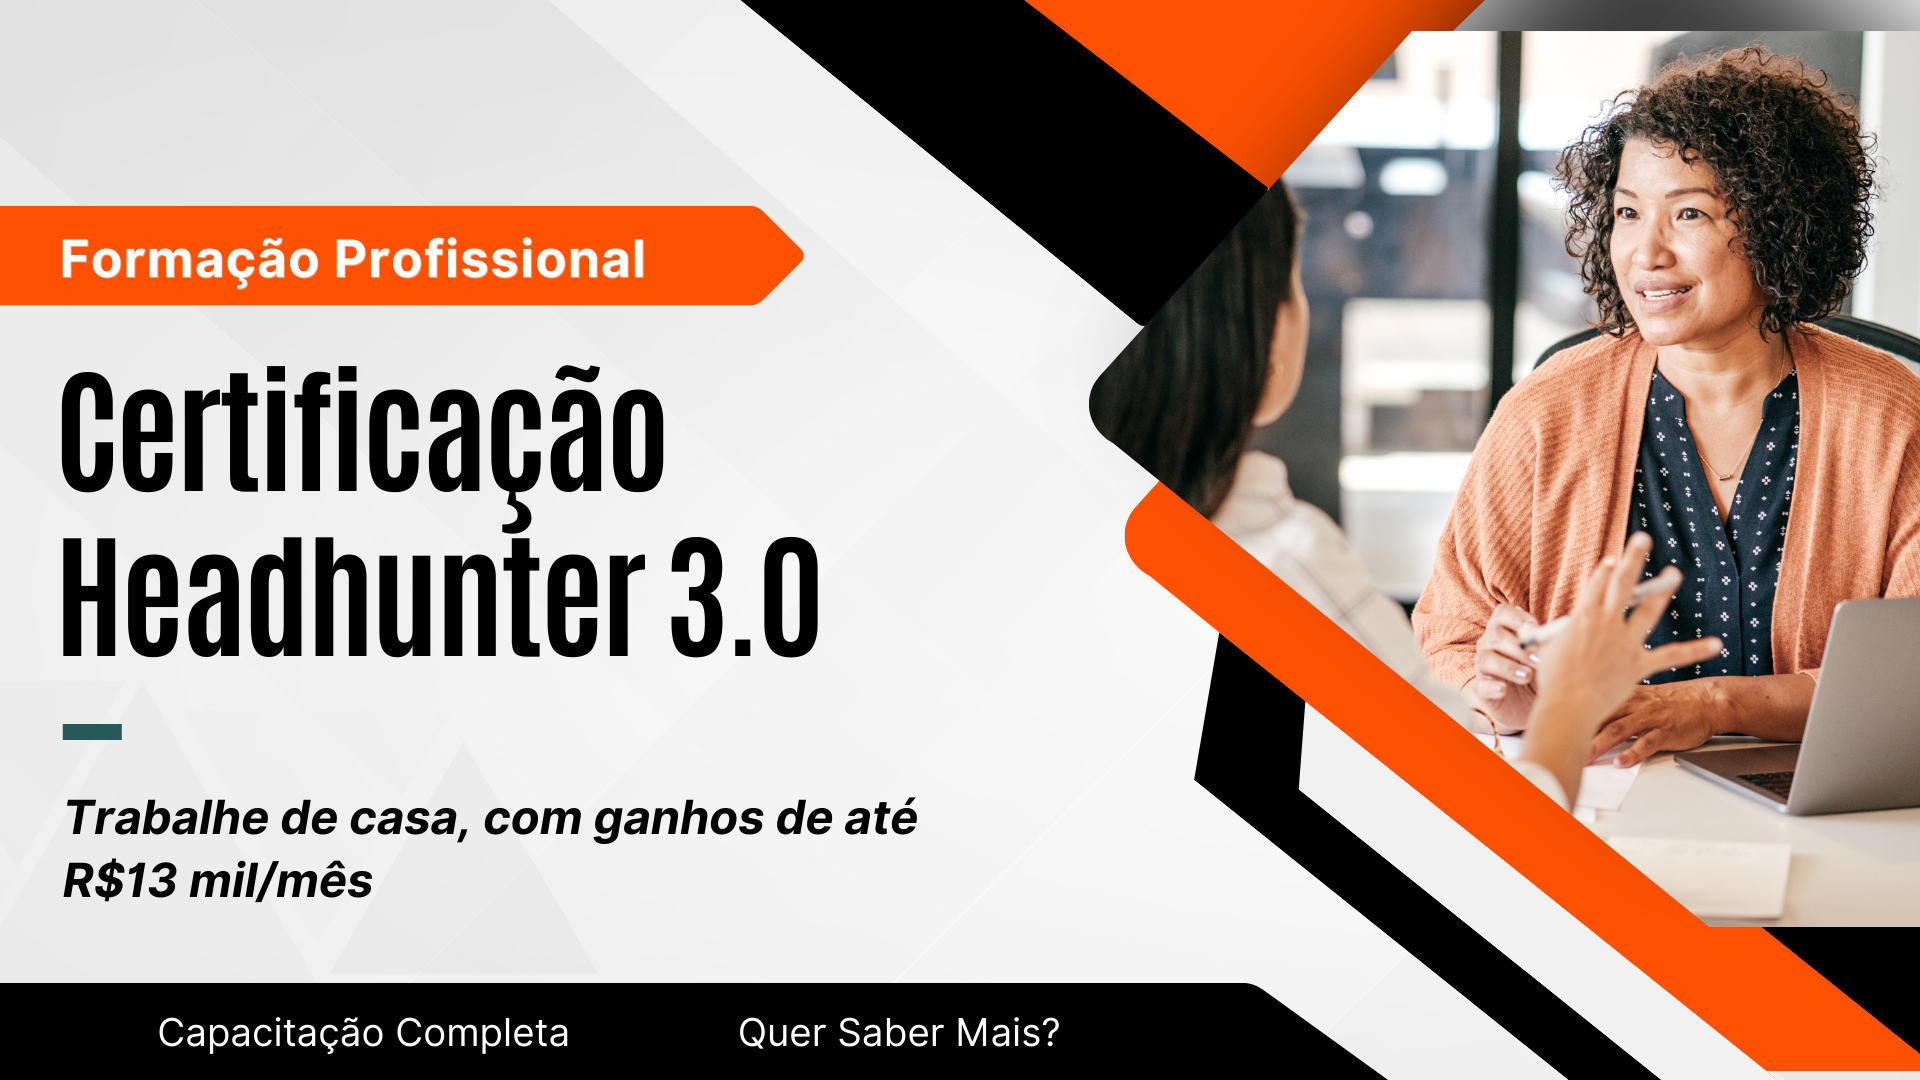 Formação Profissional
Certificação
Headhunter 3.0
Trabalhe de casa, com ganhos de até
R$13 mil/mês
Capacitação Completa
Quer Saber Mais?